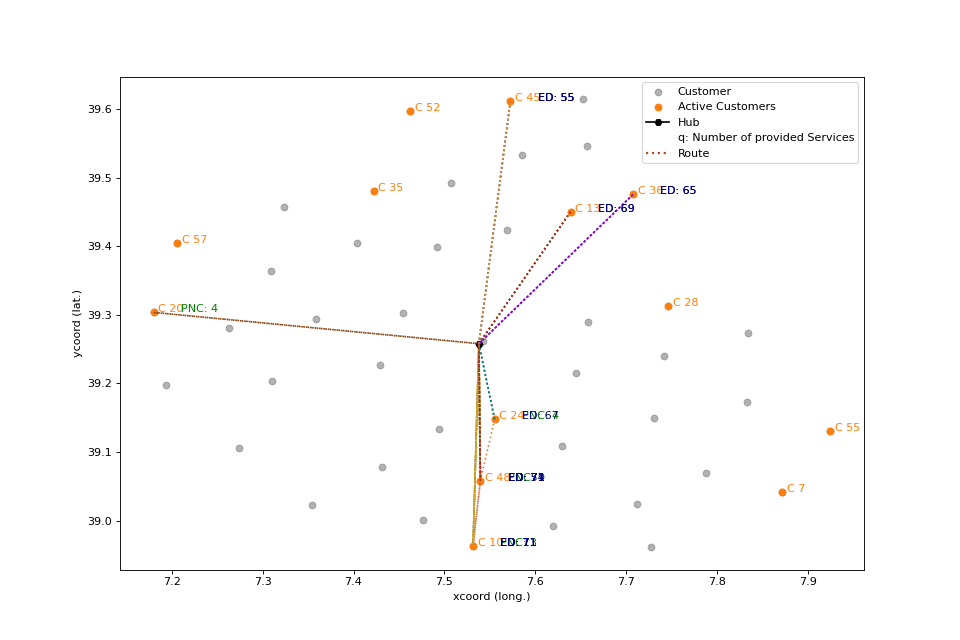 Customer
Active Customers
Hub
q: Number of provided Services
Route
C 45 ED: 55
C 52
ED: 65
C 35
ED: 69
C 57
C 20 PNC: 4
C 28
C 24
C 55
C 48
C 7
ED: 71
39.6
39.5
39.4
39.3
39.2
39.1
39.0
ycoord (lat.)
7.2
7.3
7.4
7.5
7.6
7.7
7.8
7.9
xcoord (long.)